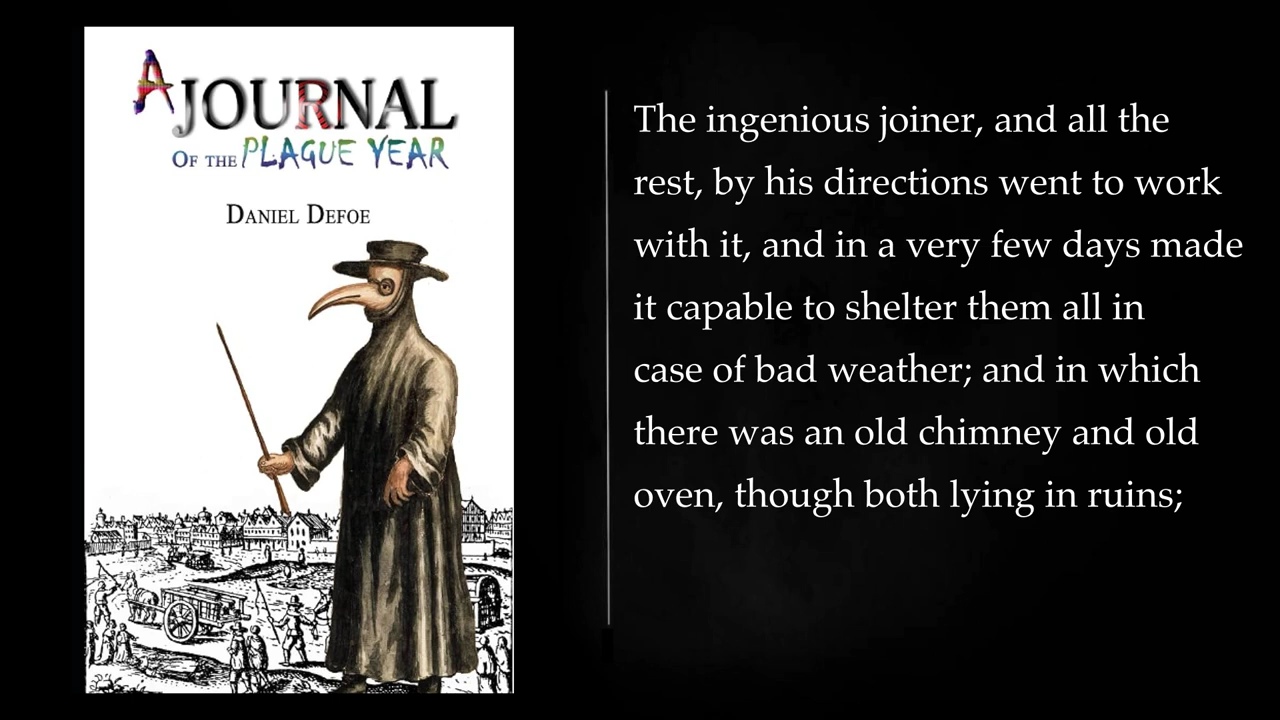 A JOURNAL
OF THE PLAGUE YEAR
DANIEL DEFOE
The ingenious joiner, and all the
rest, by his directions went to work
with it, and in a very few days made
it capable to shelter them all in
case of bad weather; and in which
there was an old chimney and old
oven, though both lying in ruins;